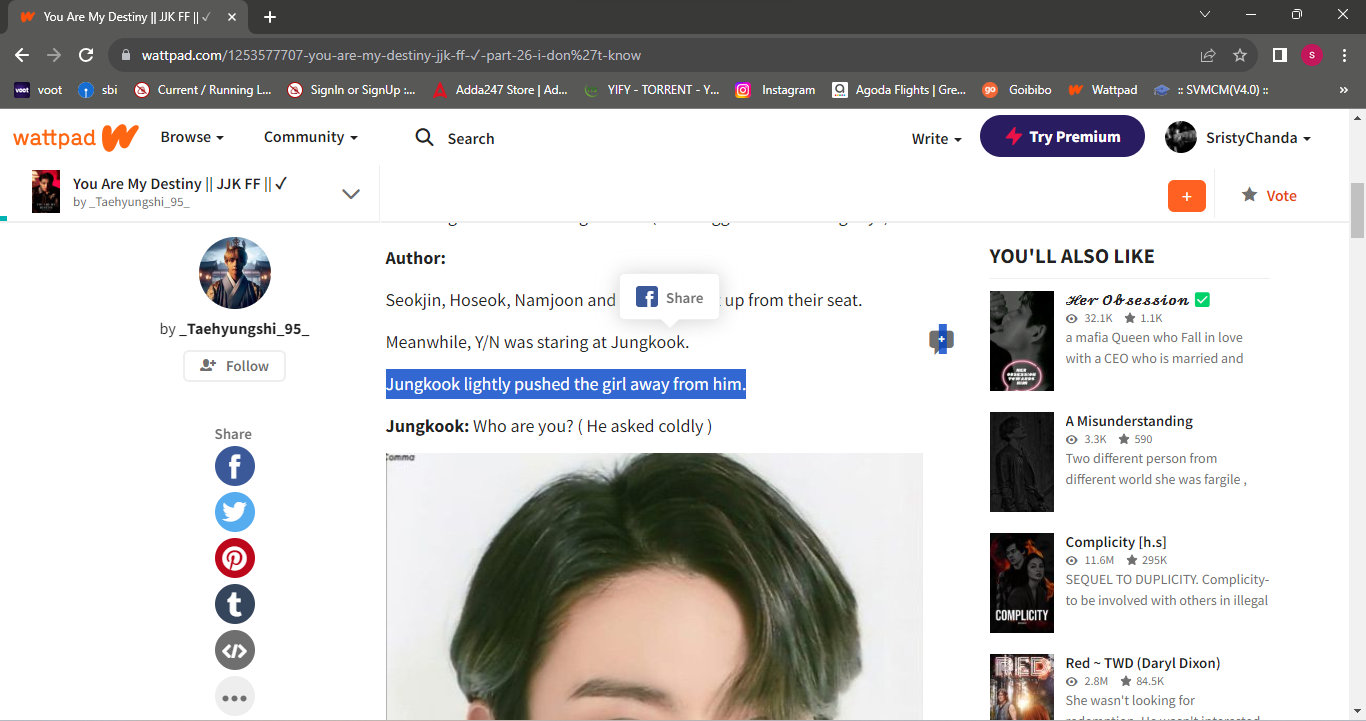 You Are My Destiny || JJK FF || ✓
wattpad.com/1253577707-you-are-my-destiny-jjk-ff-✓-part-26-i-don%27t-know
S
voot voot
sbi
Current / Running L...
SignIn or SignUp :...
Adda247 Store | Ad...
YIFY - TORRENT - Y...
Instagram
Agoda Flights | Gre...
go Goibibo
Wattpad
:: SVMCM(V4.0) ::
»
wattpad
Browse
Community
Search
Write
Try Premium
SristyChanda
You Are My Destiny || JJK FF || ✓
by _Taehyungshi_95_
+
Vote
by _Taehyungshi_95_
Follow
Share
Author:
Seokjin, Hoseok, Namjoon and
up from their seat.
Share
Meanwhile, Y/N was staring at Jungkook.
Jungkook lightly pushed the girl away from him.
Jungkook: Who are you? ( He asked coldly )
Comma
YOU'LL ALSO LIKE
𝓗𝓮𝓻 𝓞𝓫𝓼𝓮𝓼𝓼𝓲𝓸𝓷 ✅
32.1K 1.1K
a mafia Queen who Fall in love
with a CEO who is married and
A Misunderstanding
3.3K 590
Two different person from
different world she was fargile ,
Complicity [h.s]
11.6M 295K
SEQUEL TO DUPLICITY. Complicity-
to be involved with others in illegal
COMPLICITY
Red ~ TWD (Daryl Dixon)
2.8M 84.5K
She wasn't looking for
RED